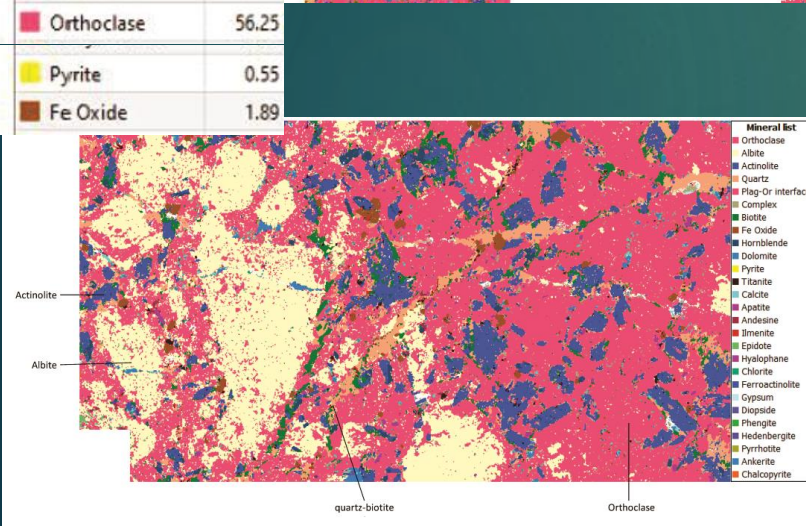 Orthoclase 56.25
Pyrite 0.55
Fe Oxide 1.89
Mineral list
Orthoclase
Albite
Actinolite
Quartz
Plag-Or interfac
Complex
Biotite
Fe Oxide
Hornblende
Dolomite
Pyrite
Titanite
Calcite
Apatite
Andesine
Ilmenite
Epidote
Hyalophane
Chlorite
Ferroactinolite
Gypsum
Diopside
Phengite
Hedenbergite
Pyrrhotite
Ankerite
Chalcopyrite
Actinolite
Albite
quartz-biotite
Orthoclase